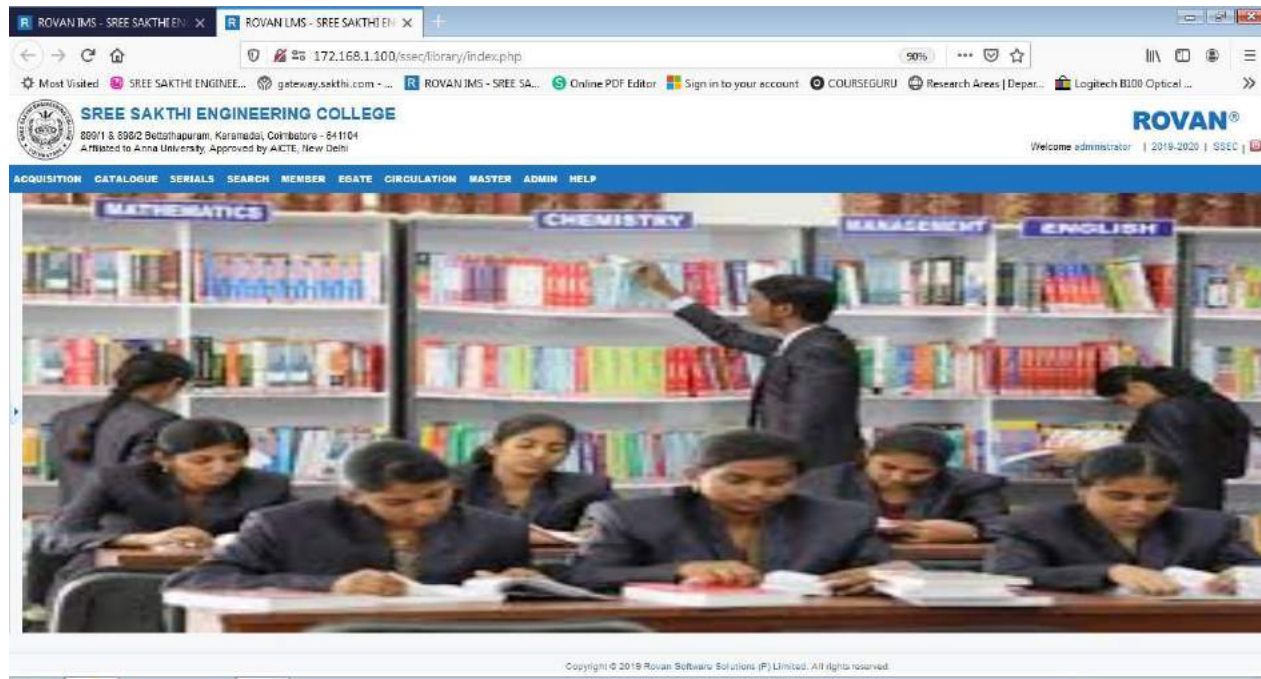 ROVAN IMS - SREE SAKTHI EN
ROVAN LMS - SREE SAKTHI EN
172.168.1.100/ssec/library/index.php
90%
Most Visited SREE SAKTHI ENGINEE... gateway.sakthi.com - ... ROVAN IMS - SREE SA... Online PDF Editor Sign in to your account COURSEGURU Research Areas | Depar... Logitech B100 Optical ...
SREE SAKTHI ENGINEERING COLLEGE
899/1 & 898/2 Bettathapuram, Karamadai, Coimbatore - 641104
Affiliated to Anna University, Approved by AICTE, New Delhi
ROVAN®
Welcome administrator | 2019-2020 | SSEC |
ACQUISITION CATALOGUE SERIALS SEARCH MEMBER EGATE CIRCULATION MASTER ADMIN HELP
MATHEMATICS
CHEMISTRY
MANAGEMENT
ENGLISH
Copyright © 2019 Rovan Software Solutions (P) Limited. All rights reserved.